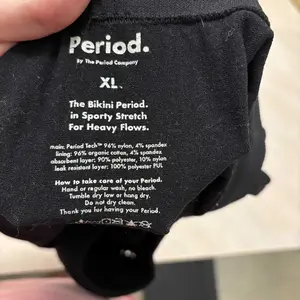 Period.
by The Period Company
XL
The Bikini Period.
in Sporty Stretch
For Heavy Flows.
main: Period Tech™ 96% nylon, 4% spandex
lining: 96% organic cotton, 4% spandex
absorbent layer: 90% polyester, 10% nylon
leak resistant layer: 100% polyester PUL
How to take care of your Period.
Hand or regular wash, no bleach.
Tumble dry low or hang dry.
Do not dry clean.
Thank you for having your Period.